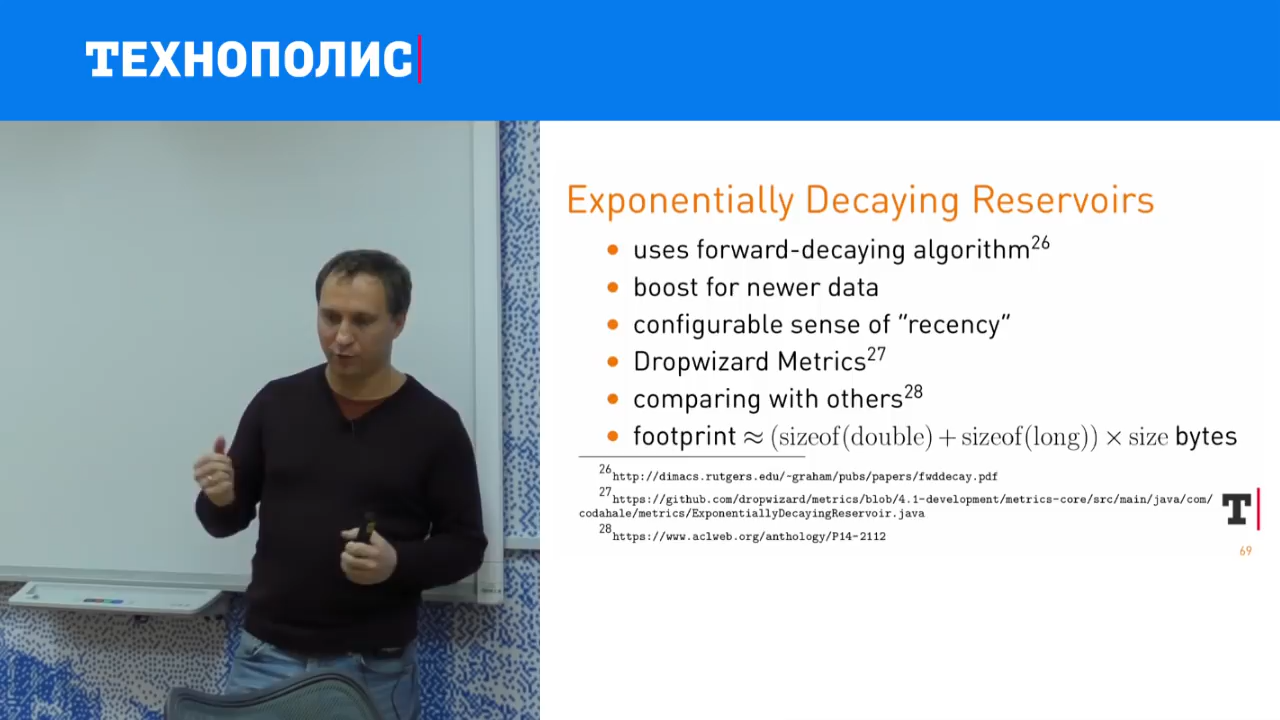 ТЕХНОПОЛИС
Exponentially Decaying Reservoirs
• uses forward-decaying algorithm26
• boost for newer data
• configurable sense of "recency"
• Dropwizard Metrics27
• comparing with others28
• footprint ≈ (sizeof(double) + sizeof(long)) × size bytes
26http://dimacs.rutgers.edu/~graham/pubs/papers/fwddecay.pdf
27https://github.com/dropwizard/metrics/blob/4.1-development/metrics-core/src/main/java/com/
codahale/metrics/ExponentiallyDecayingReservoir.java
28https://www.aclweb.org/anthology/P14-2112
T
69